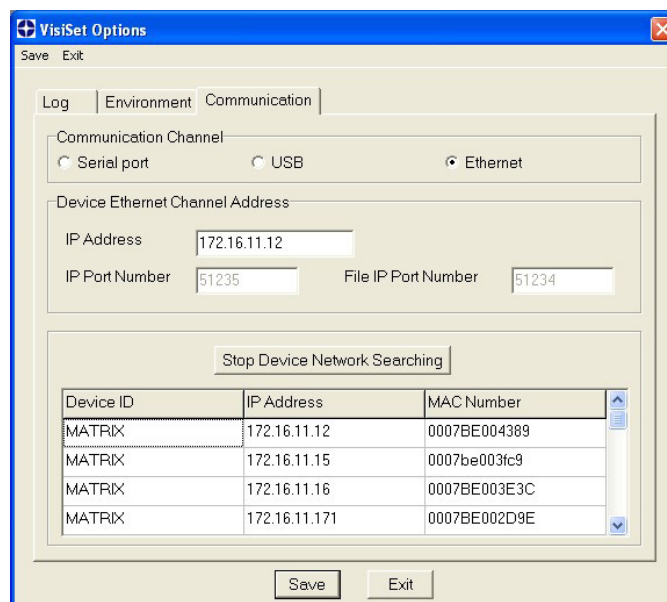 VisiSet Options
Save Exit
Log Environment Communication
Communication Channel
Serial port USB Ethernet
Device Ethernet Channel Address
IP Address 172.16.11.12
IP Port Number 51235 File IP Port Number 51234
Stop Device Network Searching
Device ID IP Address MAC Number
MATRIX 172.16.11.12 0007BE004389
MATRIX 172.16.11.15 0007be003fc9
MATRIX 172.16.11.16 0007BE003E3C
MATRIX 172.16.11.171 0007BE002D9E
Save Exit